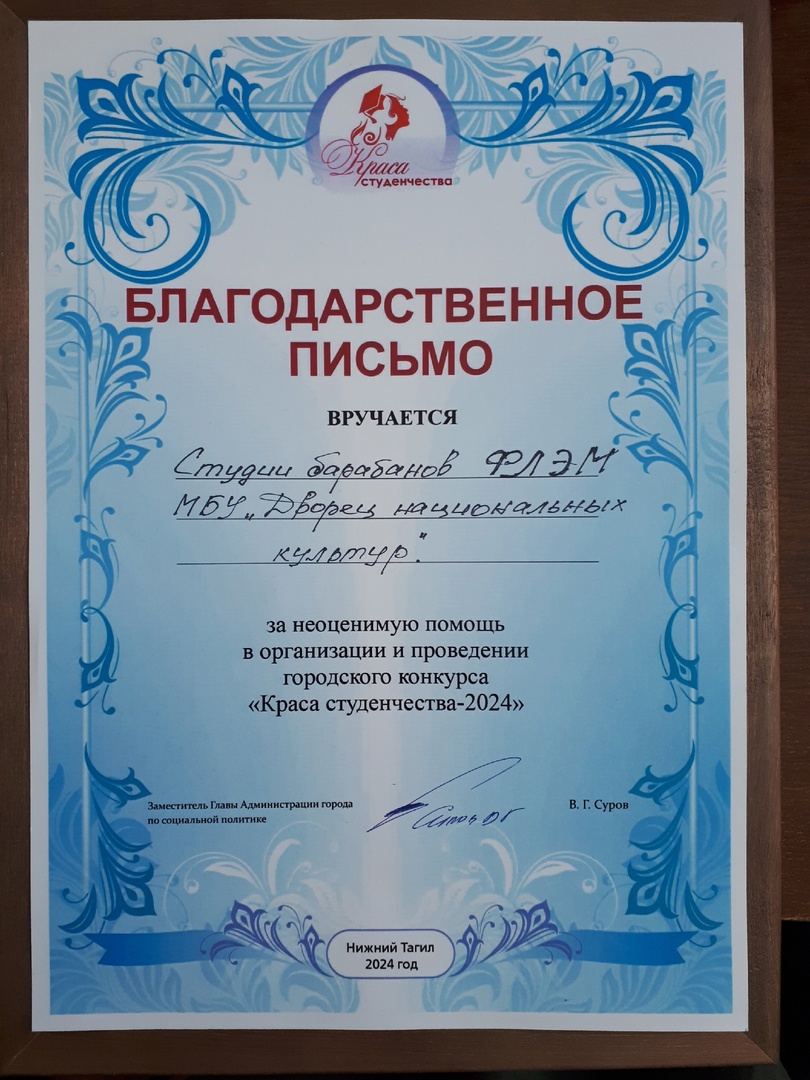 Краса
студенчества
БЛАГОДАРСТВЕННОЕ
ПИСЬМО
ВРУЧАЕТСЯ
Студии барабанов ФЛЭМ
МБУ „Дворец национальных
культур".
за неоценимую помощь
в организации и проведении
городского конкурса
«Краса студенчества-2024»
Заместитель Главы Администрации города
по социальной политике
В. Г. Суров
Нижний Тагил
2024 год